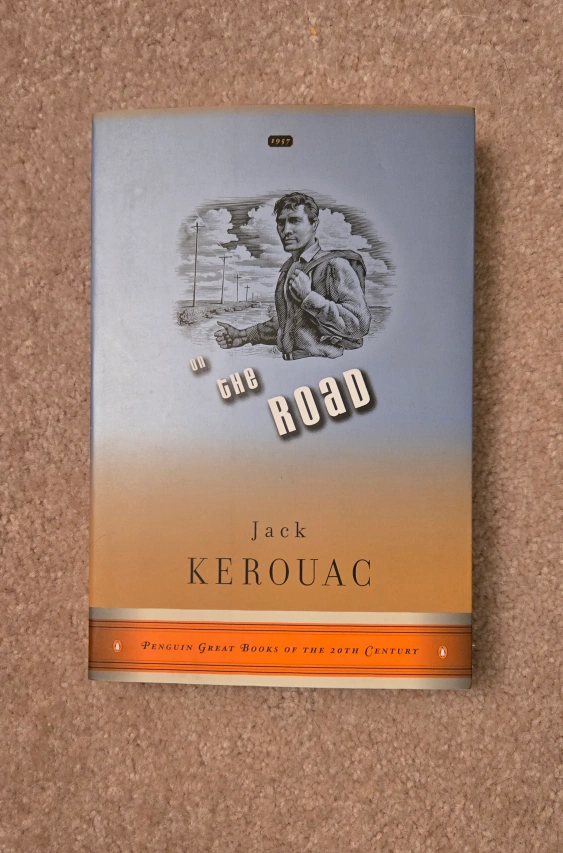 1957
on
tHe
ROaD
Jack
KEROUAC
PENGUIN GREAT BOOKS OF THE 20TH CENTURY